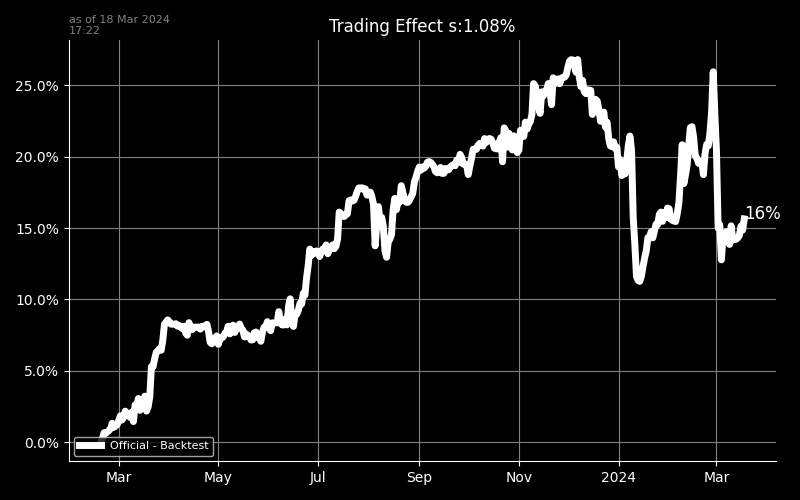 as of 18 Mar 2024
17:22
Trading Effect s:1.08%
25.0%
20.0%
15.0%
10.0%
5.0%
0.0%
16%
Official - Backtest
Mar
May
Jul
Sep
Nov
2024
Mar